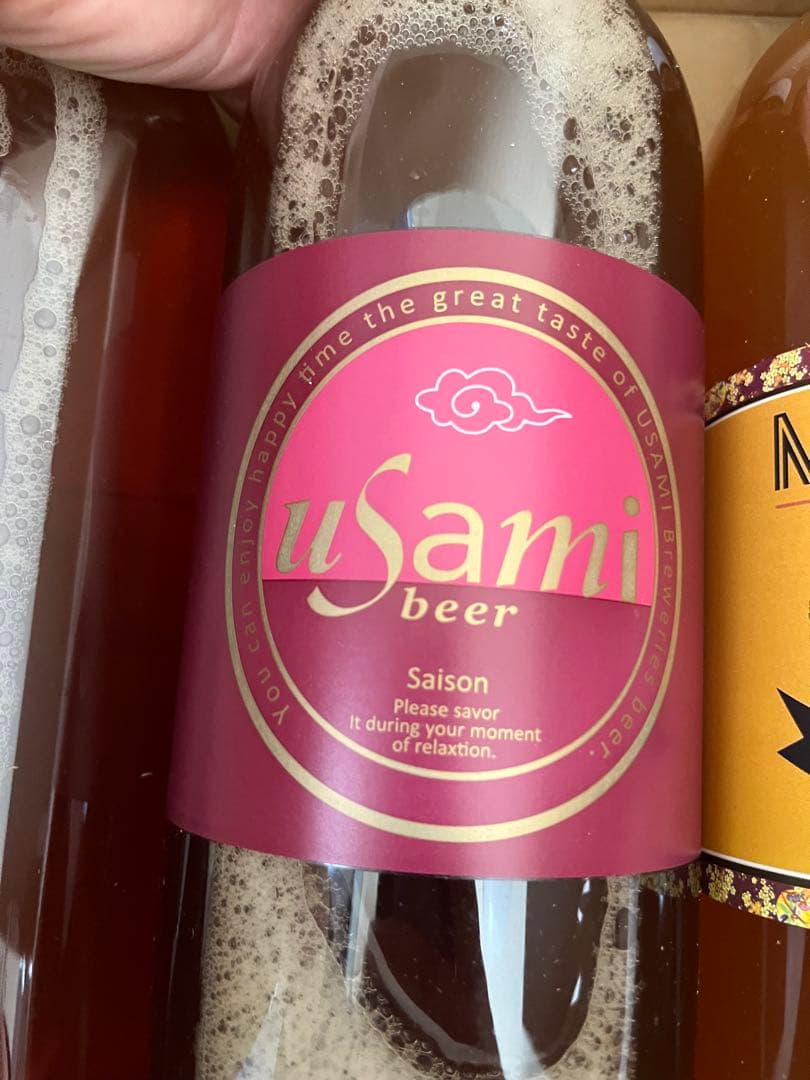 You can enjoy happy time the great taste of USAMI Breweries beer.
usami
beer
Saison
Please savor
It during your moment
of relaxtion.